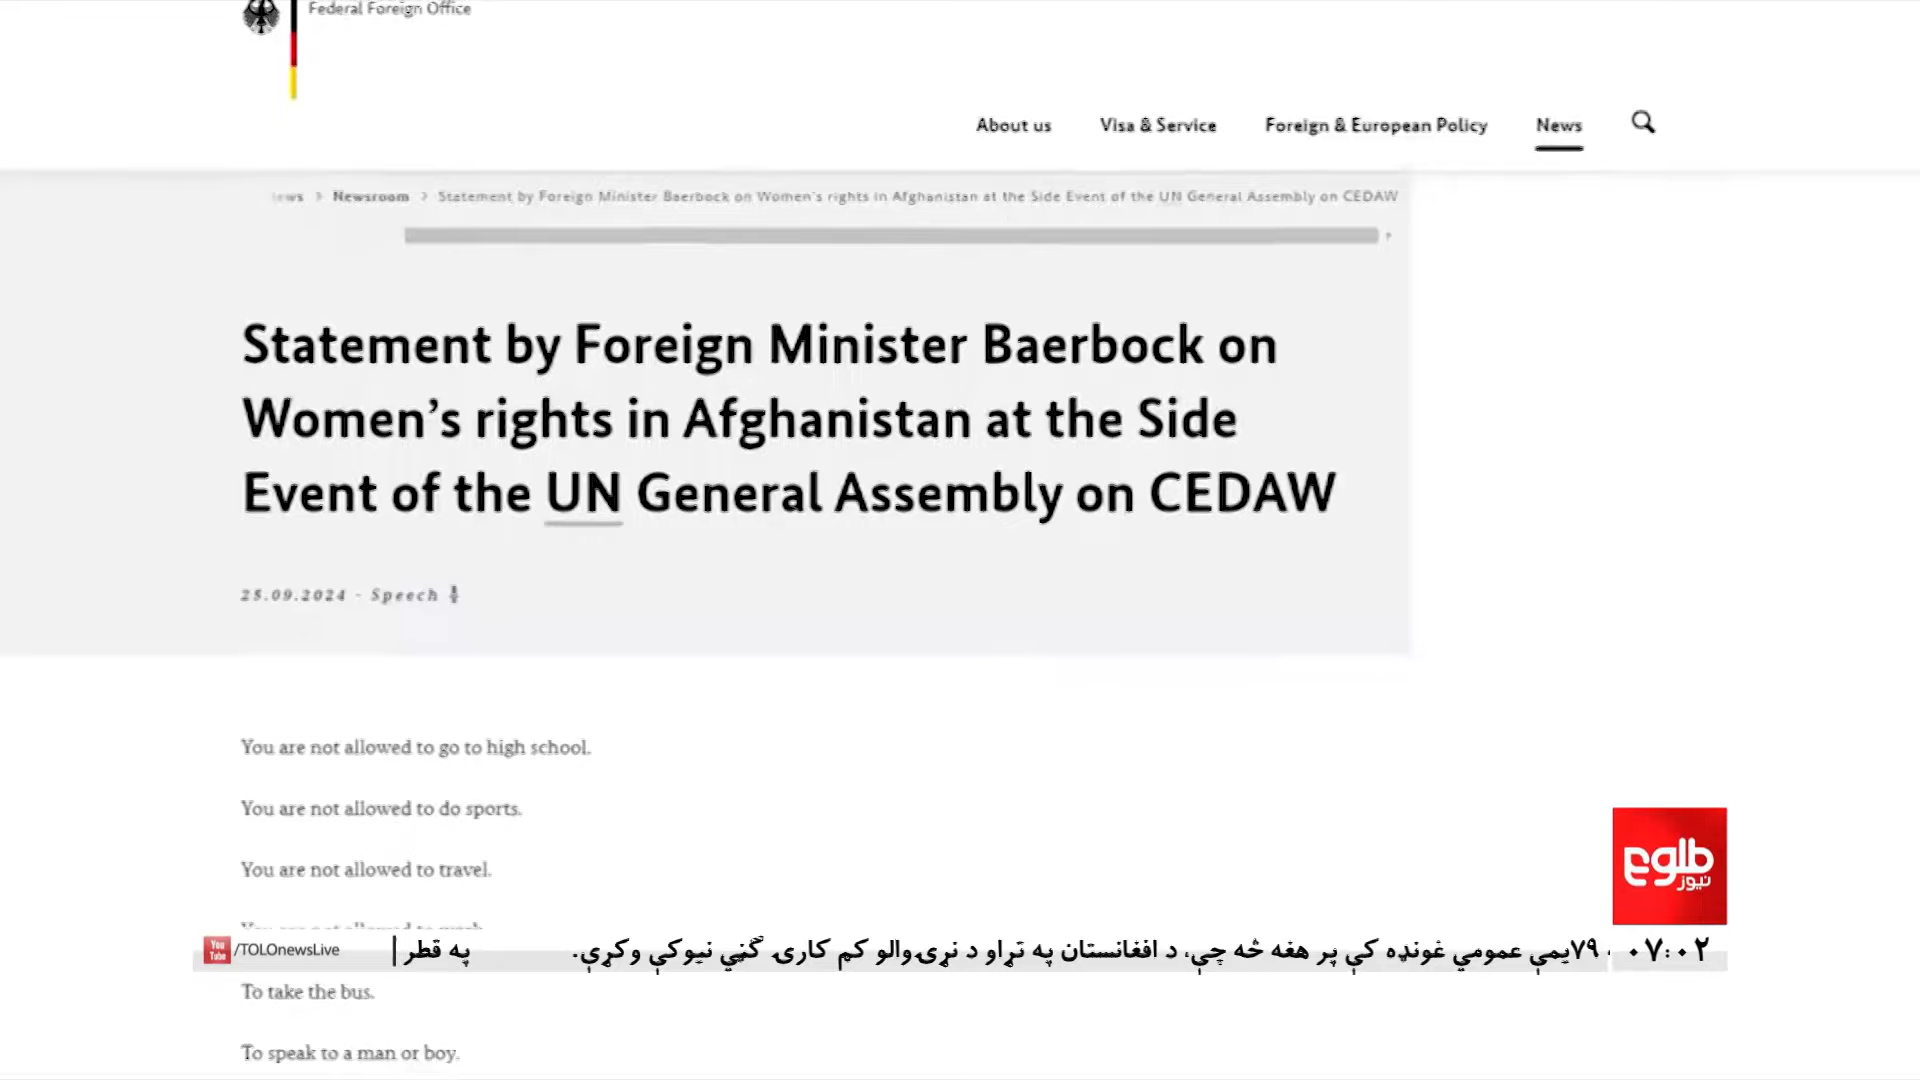 Federal Foreign Office
About us
Visa & Service
Foreign & European Policy
News
Newsroom > Statement by Foreign Minister Baerbock on Women's rights in Afghanistan at the Side Event of the UN General Assembly on CEDAW
Statement by Foreign Minister Baerbock on
Women’s rights in Afghanistan at the Side
Event of the UN General Assembly on CEDAW
25.09.2024 - Speech
You are not allowed to go to high school.
You are not allowed to do sports.
You are not allowed to travel.
طلوع
نیوز
You Tube /TOLOnewsLive
۷۹یمې عمومي غونډه کې پر هغه څه چې، د افغانستان په تړاو د نړۍوالو کم کارۍ ګڼي نیوکې وکړې.
په قطر
۰۷:۰۲
To take the bus.
To speak to a man or boy.